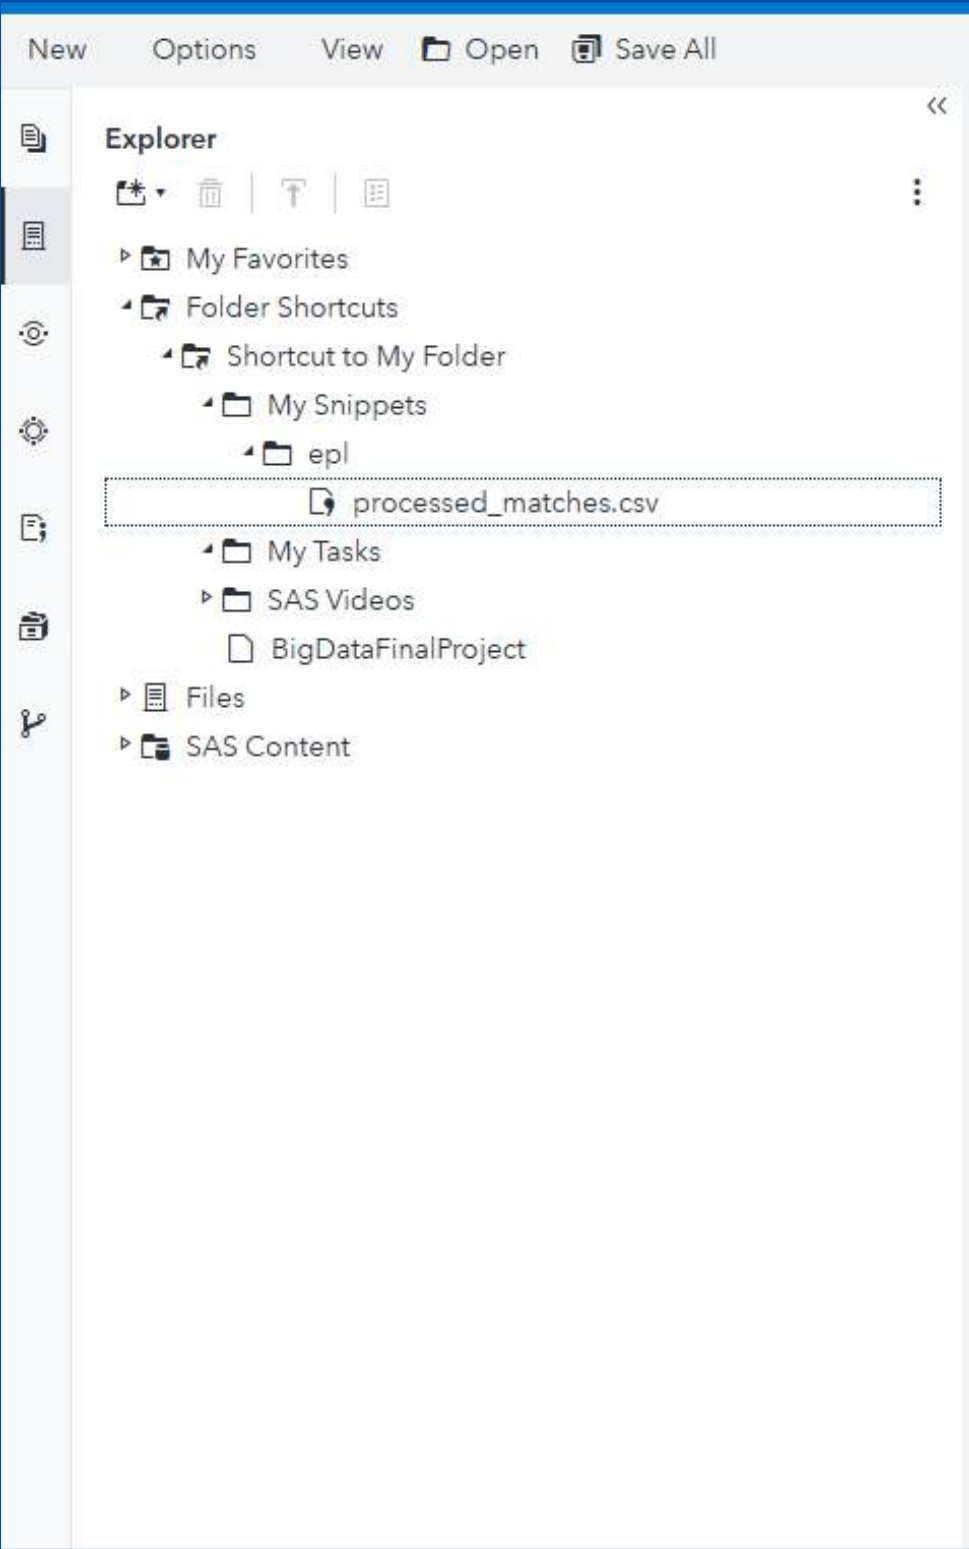 New Options View Open Save All
Explorer
My Favorites
Folder Shortcuts
Shortcut to My Folder
My Snippets
epl
processed_matches.csv
My Tasks
SAS Videos
BigDataFinalProject
Files
SAS Content